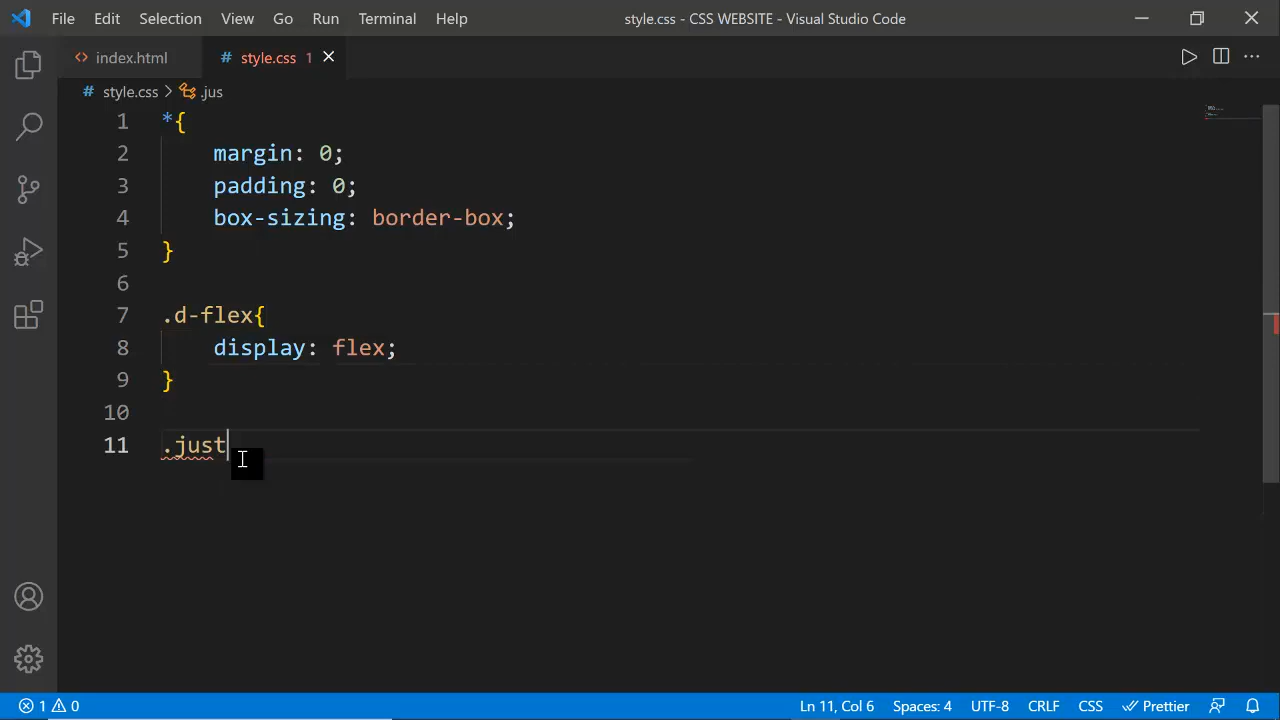 File Edit Selection View Go Run Terminal Help style.css - CSS WEBSITE - Visual Studio Code
index.html style.css 1
style.css > .jus
1 *{
2 margin: 0;
3 padding: 0;
4 box-sizing: border-box;
5 }
6
7 .d-flex{
8 display: flex;
9 }
10
11 .just
1 0 Ln 11, Col 6 Spaces: 4 UTF-8 CRLF CSS Prettier